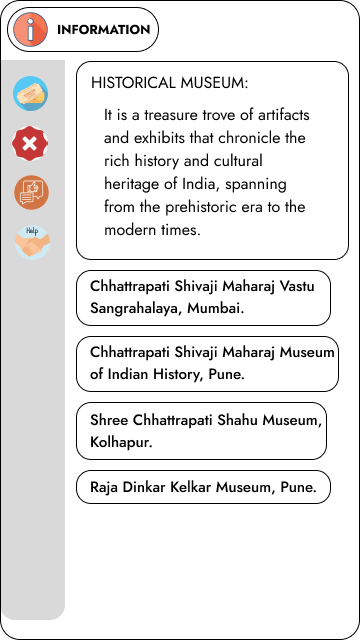 INFORMATION
HISTORICAL MUSEUM:
It is a treasure trove of artifacts
and exhibits that chronicle the
rich history and cultural
heritage of India, spanning
from the prehistoric era to the
modern times.
Help
Chhattrapati Shivaji Maharaj Vastu
Sangrahalaya, Mumbai.
Chhattrapati Shivaji Maharaj Museum
of Indian History, Pune.
Shree Chhattrapati Shahu Museum,
Kolhapur.
Raja Dinkar Kelkar Museum, Pune.